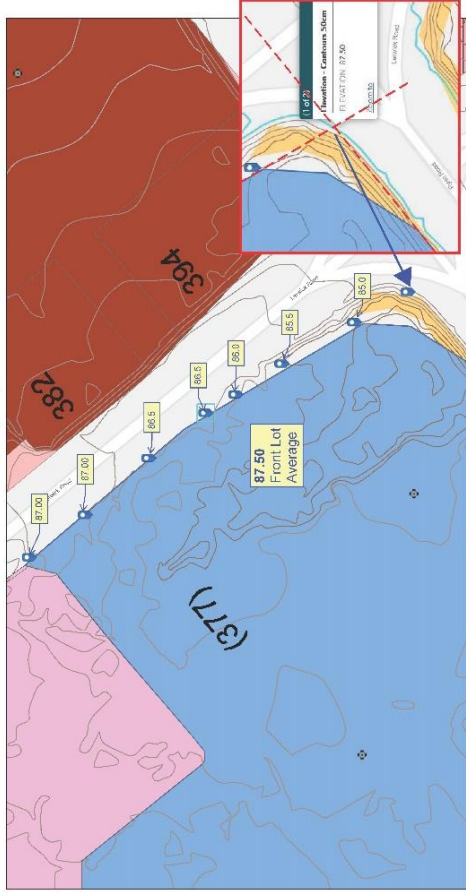 (1 of 2)
Elevation - Contours 50cm
ELEVATION 87.50
Zoom to
394
382
87.00
87.00
86.5
86.5
86.0
85.5
85.0
87.50
Front Lot
Average
(377)